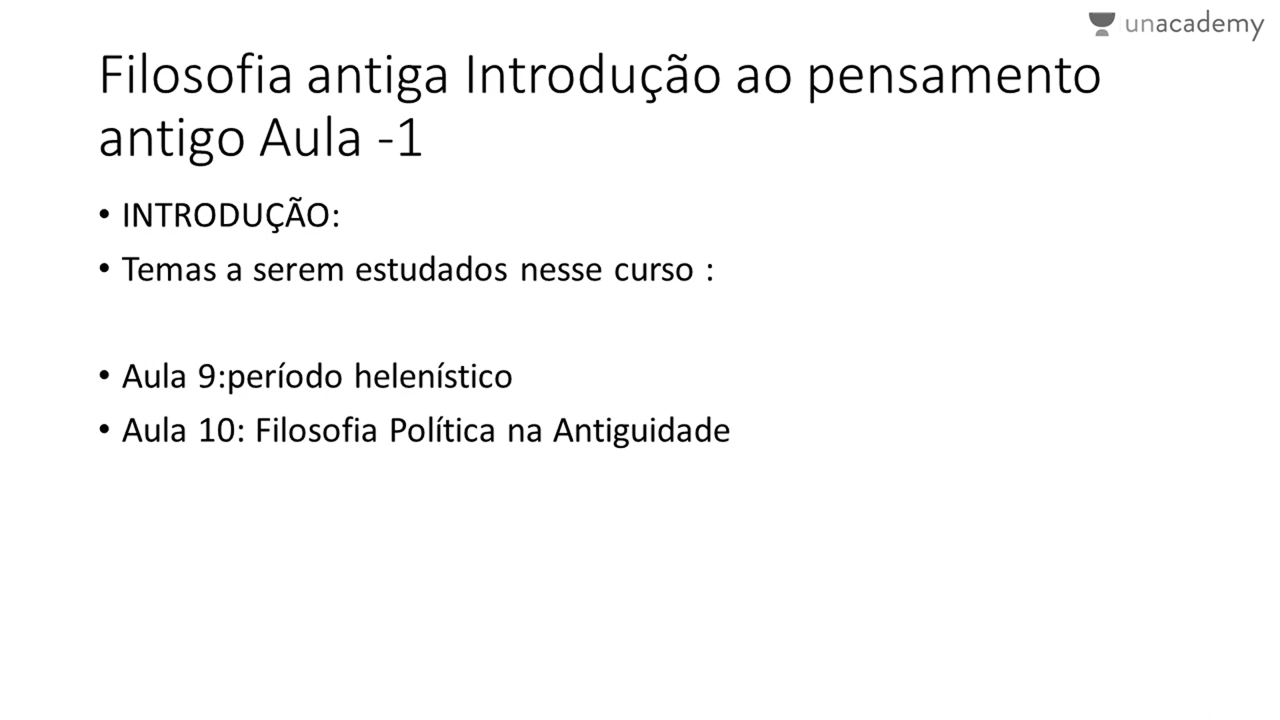 unacademy
Filosofia antiga Introdução ao pensamento
antigo Aula -1
• INTRODUÇÃO:
• Temas a serem estudados nesse curso :
• Aula 9:período helenístico
• Aula 10: Filosofia Política na Antiguidade